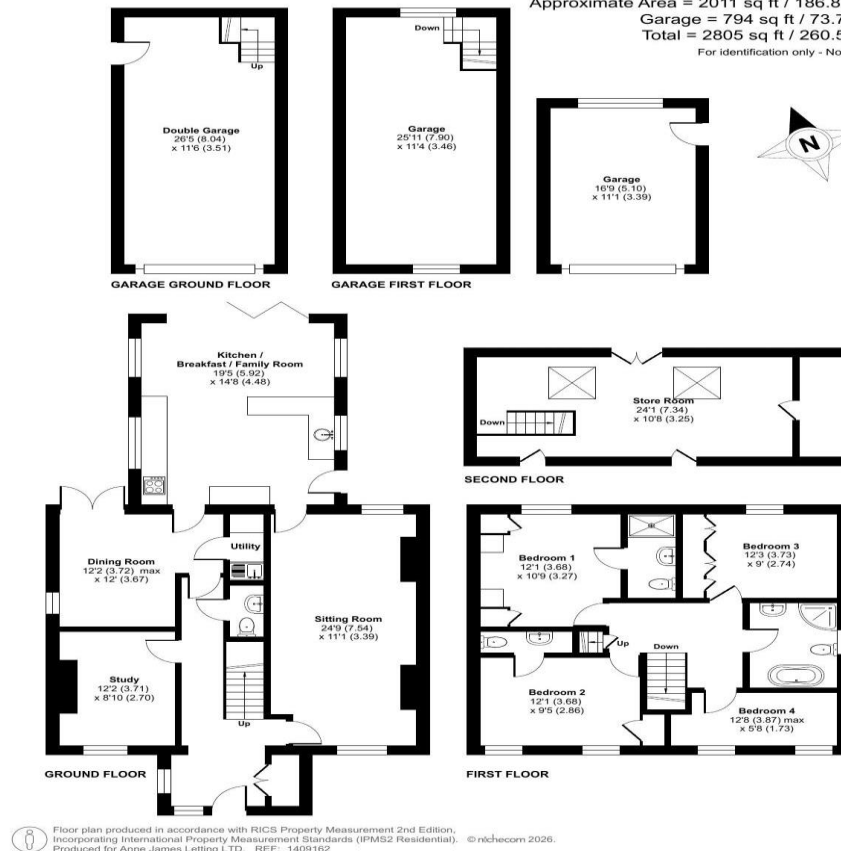 Approximate Area = 2011 sq ft / 186.8
Garage = 794 sq ft / 73.7
Total = 2805 sq ft / 260.5
For identification only - No
Down
Up
Double Garage
26'5 (8.04)
x 11'6 (3.51)
Garage
25'11 (7.90)
x 11'4 (3.46)
N
Garage
16'9 (5.10)
x 11'1 (3.39)
GARAGE GROUND FLOOR
GARAGE FIRST FLOOR
Kitchen /
Breakfast / Family Room
19'5 (5.92)
x 14'8 (4.48)
Store Room
24'1 (7.34)
x 10'8 (3.25)
Down
SECOND FLOOR
Utility
Dining Room
12'2 (3.72) max
x 12' (3.67)
Sitting Room
24'9 (7.54)
x 11'1 (3.39)
Study
12'2 (3.71)
x 8'10 (2.70)
Up
GROUND FLOOR
Bedroom 1
12'1 (3.68)
x 10'9 (3.27)
Bedroom 3
12'3 (3.73)
x 9' (2.74)
Up
Down
Bedroom 2
12'1 (3.68)
x 9'5 (2.86)
Bedroom 4
12'8 (3.87) max
x 5'8 (1.73)
FIRST FLOOR
Floor plan produced in accordance with RICS Property Measurement 2nd Edition,
Incorporating International Property Measurement Standards (IPMS2 Residential). © nichecom 2026.
Produced for Anne James Letting LTD. REF: 1409162